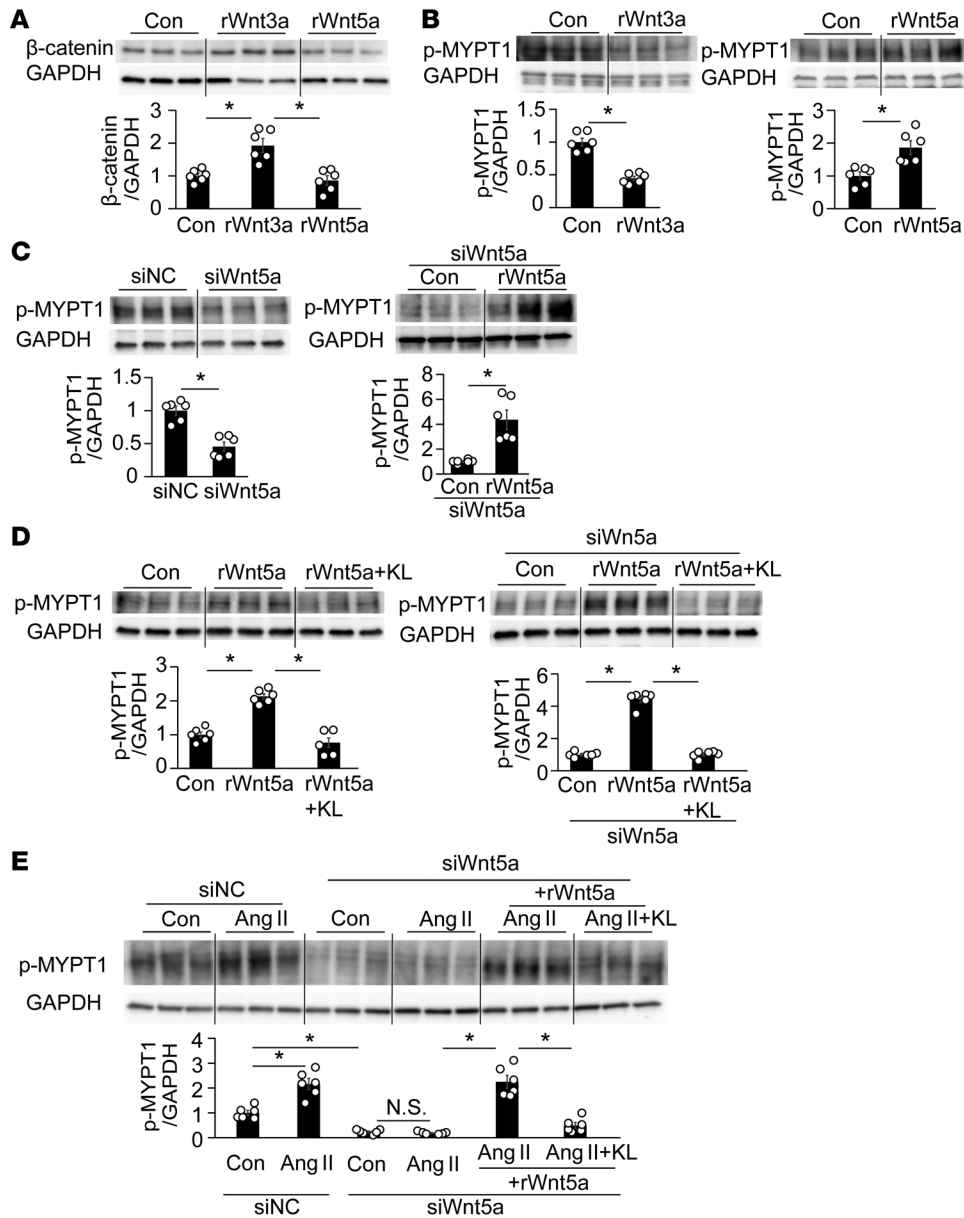 A
Con rWnt3a rWnt5a
β-catenin
GAPDH
β-catenin
/GAPDH
3
2
1
0
* *
Con rWnt3a rWnt5a
B
rWnt3a
Con
p-MYPT1
GAPDH
p-MYPT1
/GAPDH
1.5
1
0.5
0
*
Con rWnt3a
Con rWnt5a
p-MYPT1
GAPDH
p-MYPT1
/GAPDH
3
2
1
0
*
Con rWnt5a
C
siNC siWnt5a
p-MYPT1
GAPDH
p-MYPT1
/GAPDH
1.5
1
0.5
0
*
siNC siWnt5a
siWnt5a
Con rWnt5a
p-MYPT1
GAPDH
p-MYPT1
/GAPDH
8
6
4
2
0
*
Con rWnt5a
siWnt5a
D
Con rWnt5a rWnt5a+KL
p-MYPT1
GAPDH
p-MYPT1
/GAPDH
3
2
1
0
* *
Con rWnt5a rWnt5a
+KL
siWn5a
Con rWnt5a rWnt5a+KL
p-MYPT1
GAPDH
p-MYPT1
/GAPDH
6
4
2
0
* *
Con rWnt5a rWnt5a
+KL
siWn5a
E
siWnt5a
siNC +rWnt5a
Con Ang II Con Ang II Ang II Ang II+KL
p-MYPT1
GAPDH
p-MYPT1
/GAPDH
4
3
2
1
0
* * * *
N.S.
Con Ang II Con Ang II Ang II Ang II+KL
+rWnt5a
siNC siWnt5a